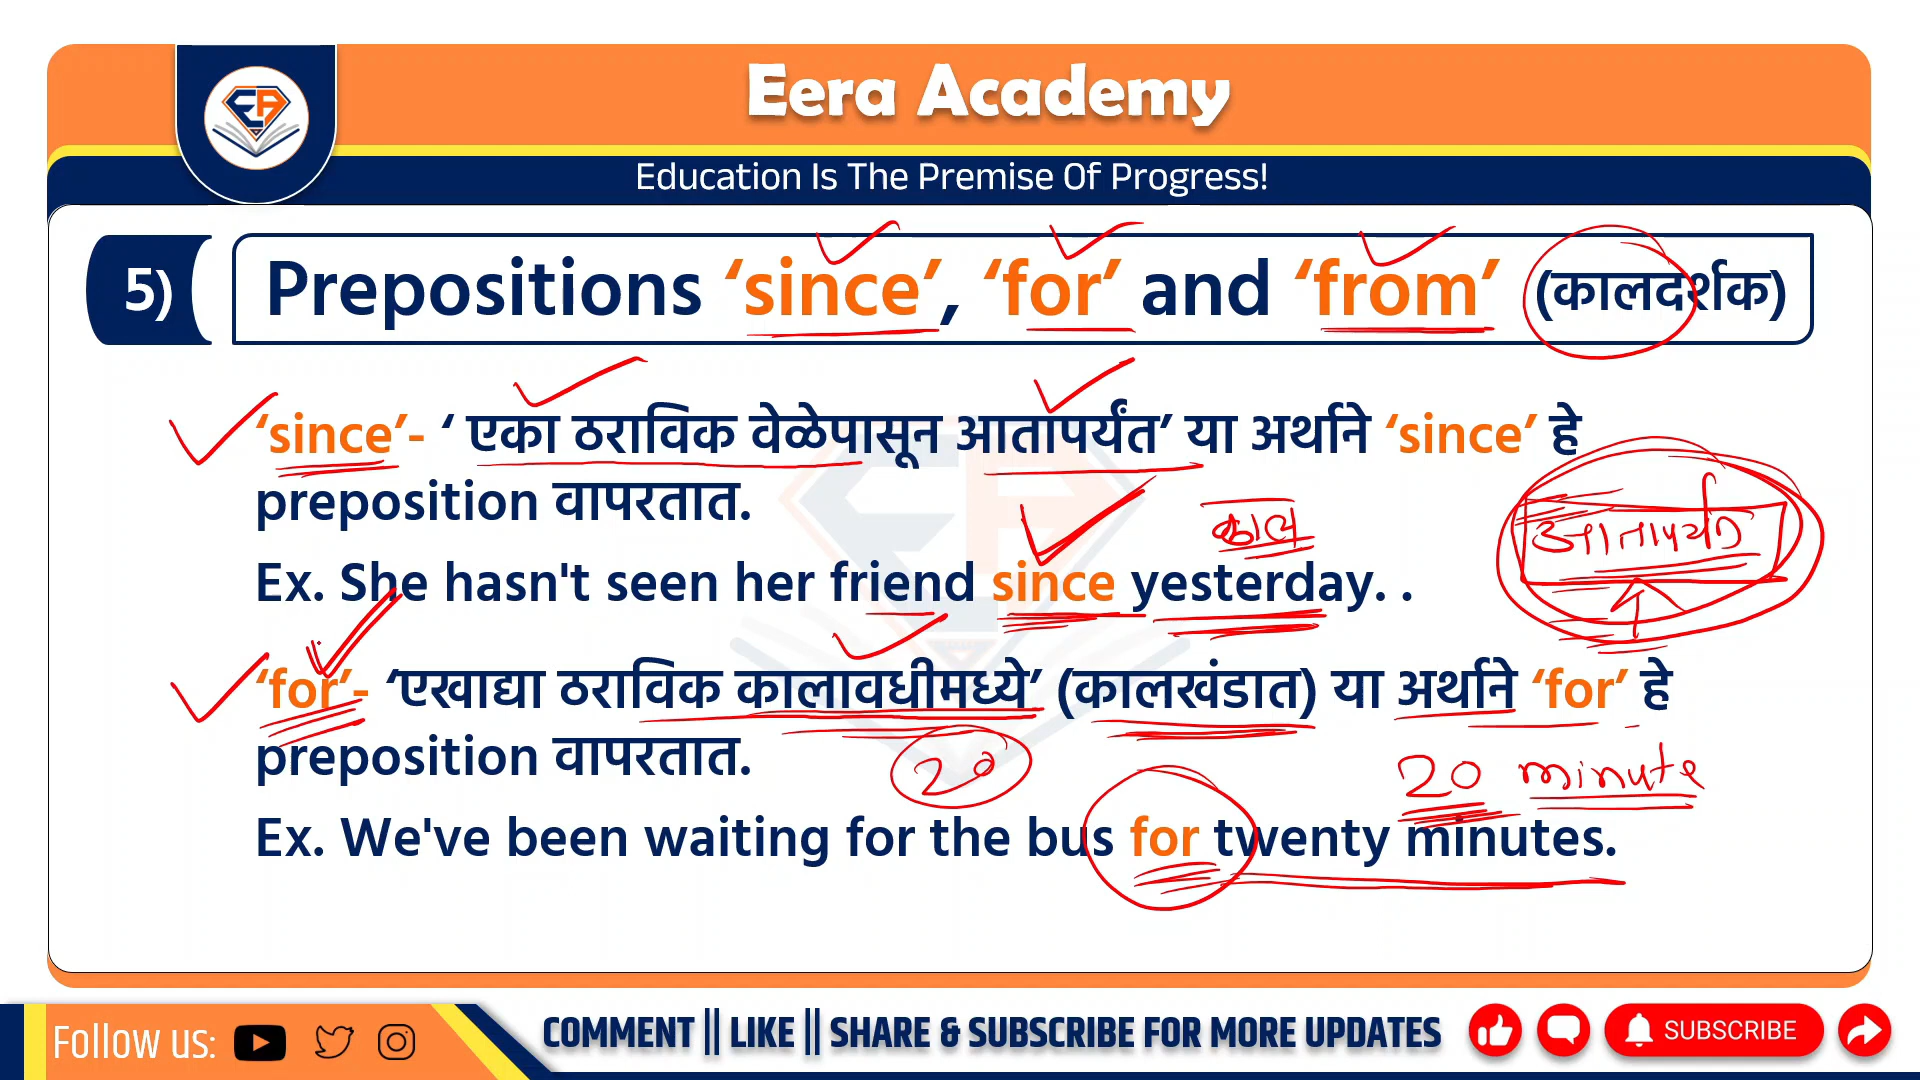 Eera Academy
Education Is The Premise Of Progress!
5) Prepositions ‘since’, ‘for’ and ‘from’ (कालदर्शक)
‘since’- ‘ एका ठराविक वेळेपासून आतापर्यंत’ या अर्थाने ‘since’ हे
preposition वापरतात.
काल
आतापर्यंत
Ex. She hasn't seen her friend since yesterday. .
‘for’- ‘एखाद्या ठराविक कालावधीमध्ये’ (कालखंडात) या अर्थाने ‘for’ हे
preposition वापरतात.
20
20 minute
Ex. We've been waiting for the bus for twenty minutes.
Follow us:
COMMENT || LIKE || SHARE & SUBSCRIBE FOR MORE UPDATES
SUBSCRIBE